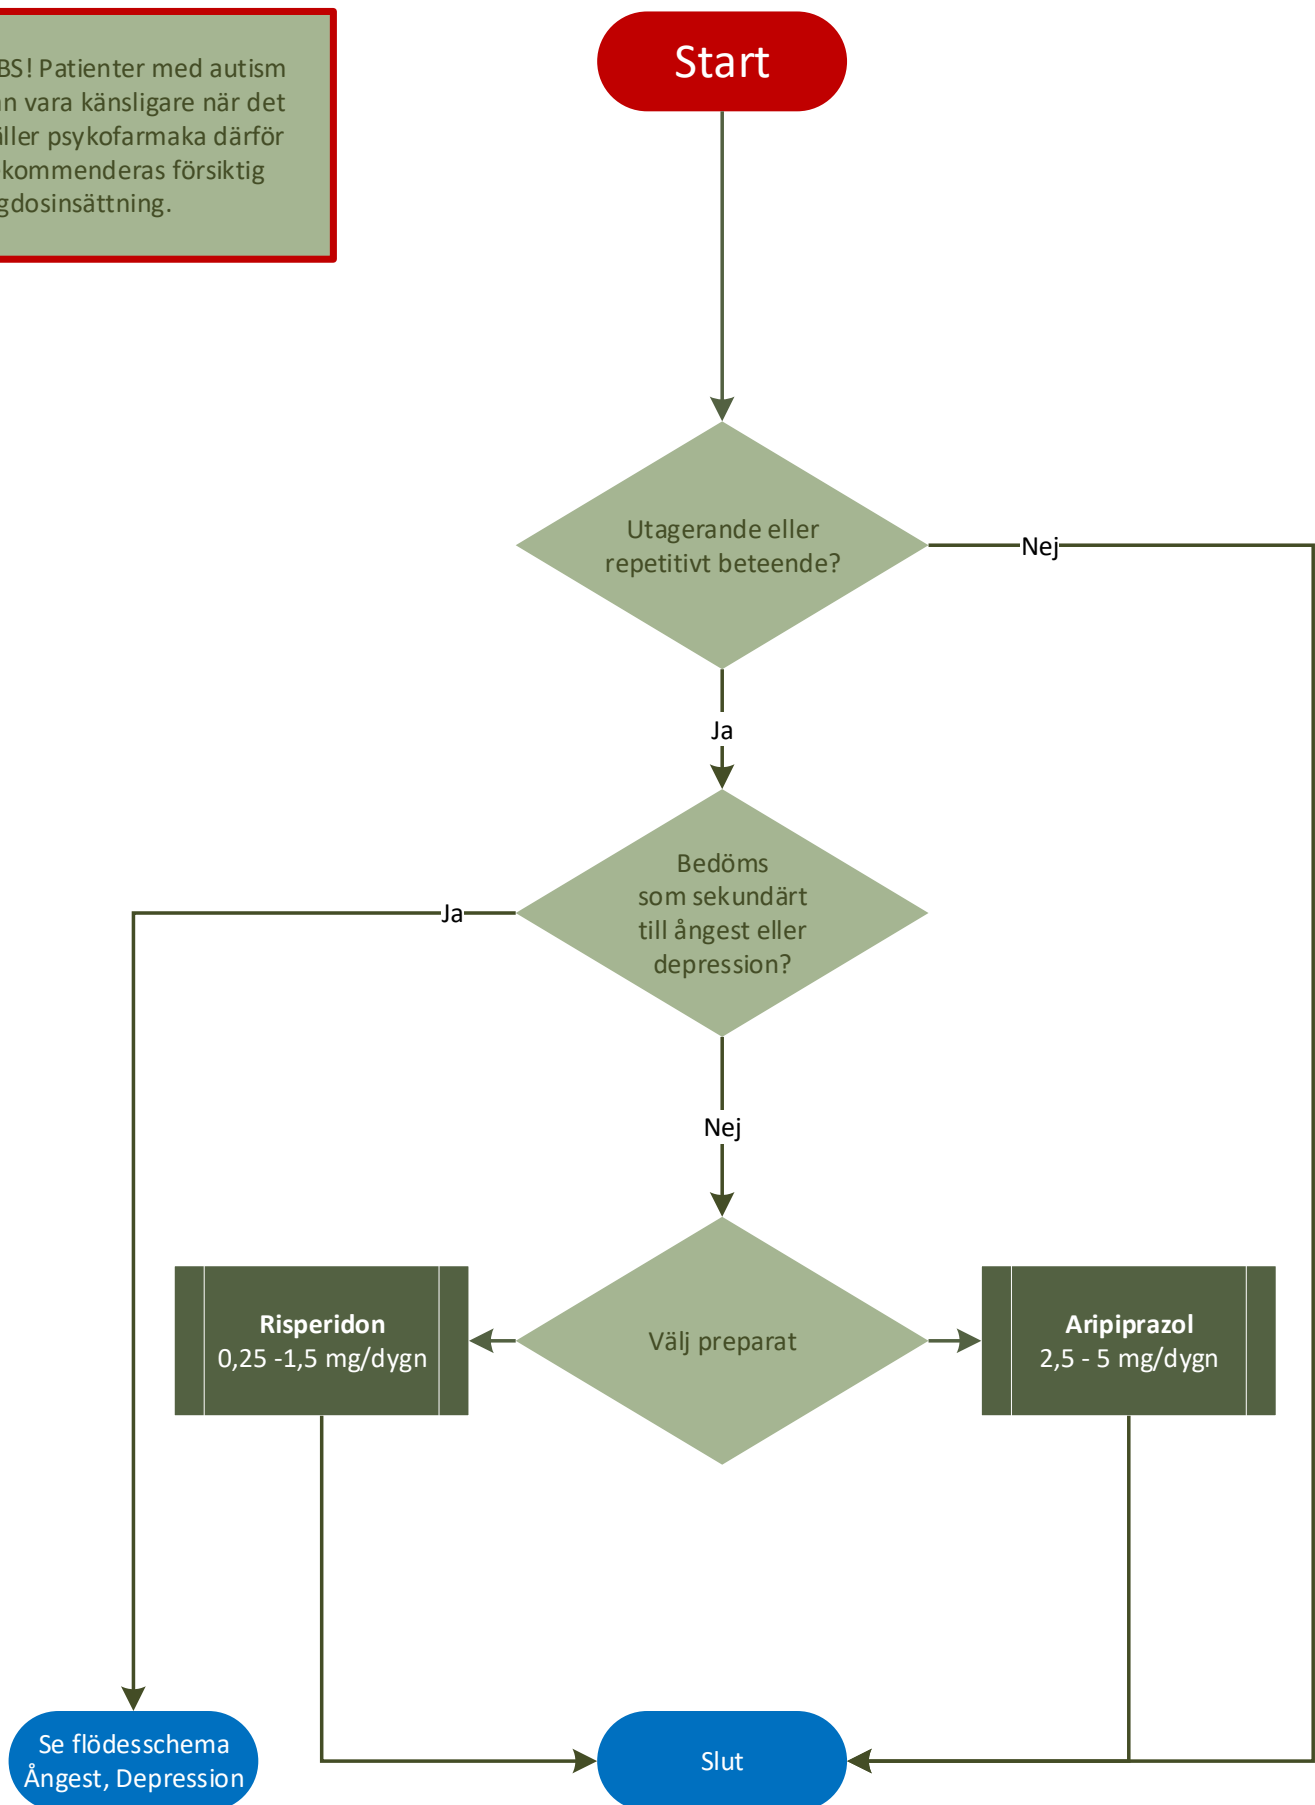 BS! Patienter med autism
n vara känsligare när det
ller psykofarmaka därför
kommenderas försiktig
gdosinsättning.
Start
Utagerande eller
repetitivt beteende?
Nej
Ja
Bedöms
som sekundärt
till ångest eller
depression?
Ja
Nej
Risperidon
0,25 -1,5 mg/dygn
Välj preparat
Aripiprazol
2,5 - 5 mg/dygn
Se flödesschema
Ångest, Depression
Slut